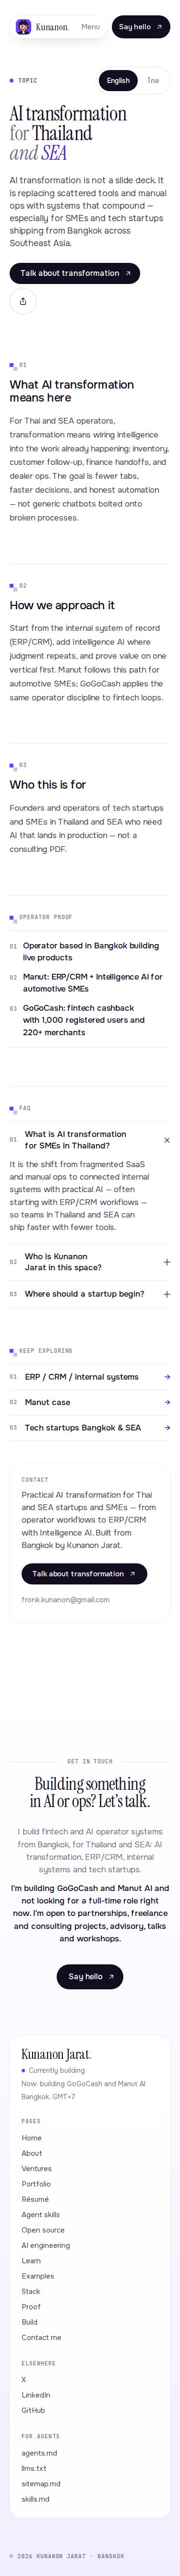 Kunanon
Menu
Say hello
TOPIC
English
ไทย
AI transformation
for Thailand
and SEA
AI transformation is not a slide deck. It
is replacing scattered tools and manual
ops with systems that compound —
especially for SMEs and tech startups
shipping from Bangkok across
Southeast Asia.
Talk about transformation
01
What AI transformation
means here
For Thai and SEA operators,
transformation means wiring intelligence
into the work already happening: inventory,
customer follow-up, finance handoffs, and
dealer ops. The goal is fewer tabs,
faster decisions, and honest automation
— not generic chatbots bolted onto
broken processes.
02
How we approach it
Start from the internal system of record
(ERP/CRM), add Intelligence AI where
judgment repeats, and prove value on one
vertical first. Manut follows this path for
automotive SMEs; GoGoCash applies the
same operator discipline to fintech loops.
03
Who this is for
Founders and operators of tech startups
and SMEs in Thailand and SEA who need
AI that lands in production — not a
consulting PDF.
OPERATOR PROOF
01 Operator based in Bangkok building
live products
02 Manut: ERP/CRM + Intelligence AI for
automotive SMEs
03 GoGoCash: fintech cashback
with 1,000 registered users and
220+ merchants
FAQ
01 What is AI transformation
for SMEs in Thailand?
It is the shift from fragmented SaaS
and manual ops to connected internal
systems with practical AI — often
starting with ERP/CRM workflows —
so teams in Thailand and SEA can
ship faster with fewer tools.
02 Who is Kunanon
Jarat in this space?
03 Where should a startup begin?
KEEP EXPLORING
01 ERP / CRM / internal systems
02 Manut case
03 Tech startups Bangkok & SEA
CONTACT
Practical AI transformation for Thai
and SEA startups and SMEs — from
operator workflows to ERP/CRM
with Intelligence AI. Built from
Bangkok by Kunanon Jarat.
Talk about transformation
fronk.kunanon@gmail.com
GET IN TOUCH
Building something
in AI or ops? Let's talk.
I build fintech and AI operator systems
from Bangkok, for Thailand and SEA: AI
transformation, ERP/CRM, internal
systems and tech startups.
I'm building GoGoCash and Manut AI and
not looking for a full-time role right
now. I'm open to partnerships, freelance
and consulting projects, advisory, talks
and workshops.
Say hello
Kunanon Jarat.
Currently building
Now: building GoGoCash and Manut AI
Bangkok, GMT+7
PAGES
Home
About
Ventures
Portfolio
Résumé
Agent skills
Open source
AI engineering
Learn
Examples
Stack
Proof
Build
Contact me
ELSEWHERE
X
LinkedIn
GitHub
FOR AGENTS
agents.md
llms.txt
sitemap.md
skills.md
© 2026 KUNANON JARAT · BANGKOK